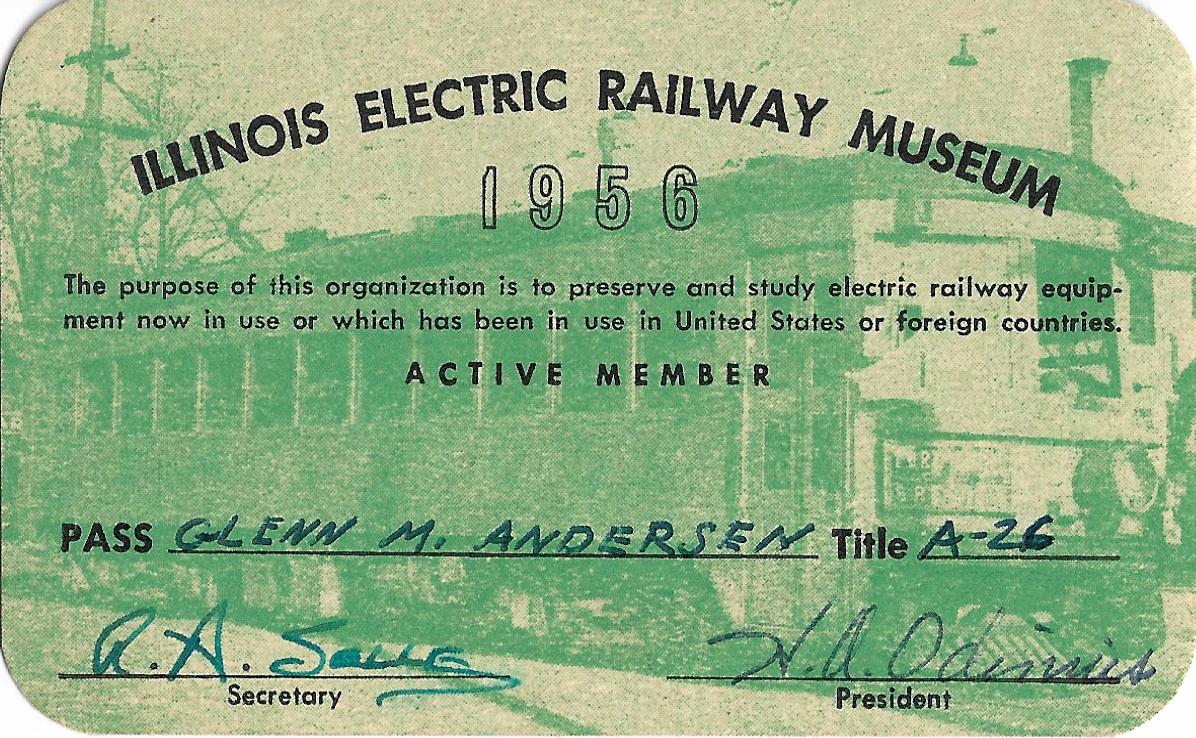 ILLINOIS ELECTRIC RAILWAY MUSEUM
1956
The purpose of this organization is to preserve and study electric railway equip-
ment now in use or which has been in use in United States or foreign countries.
ACTIVE MEMBER
PASS GLENN M. ANDERSEN Title A-26
R. A. H. A.
Secretary President